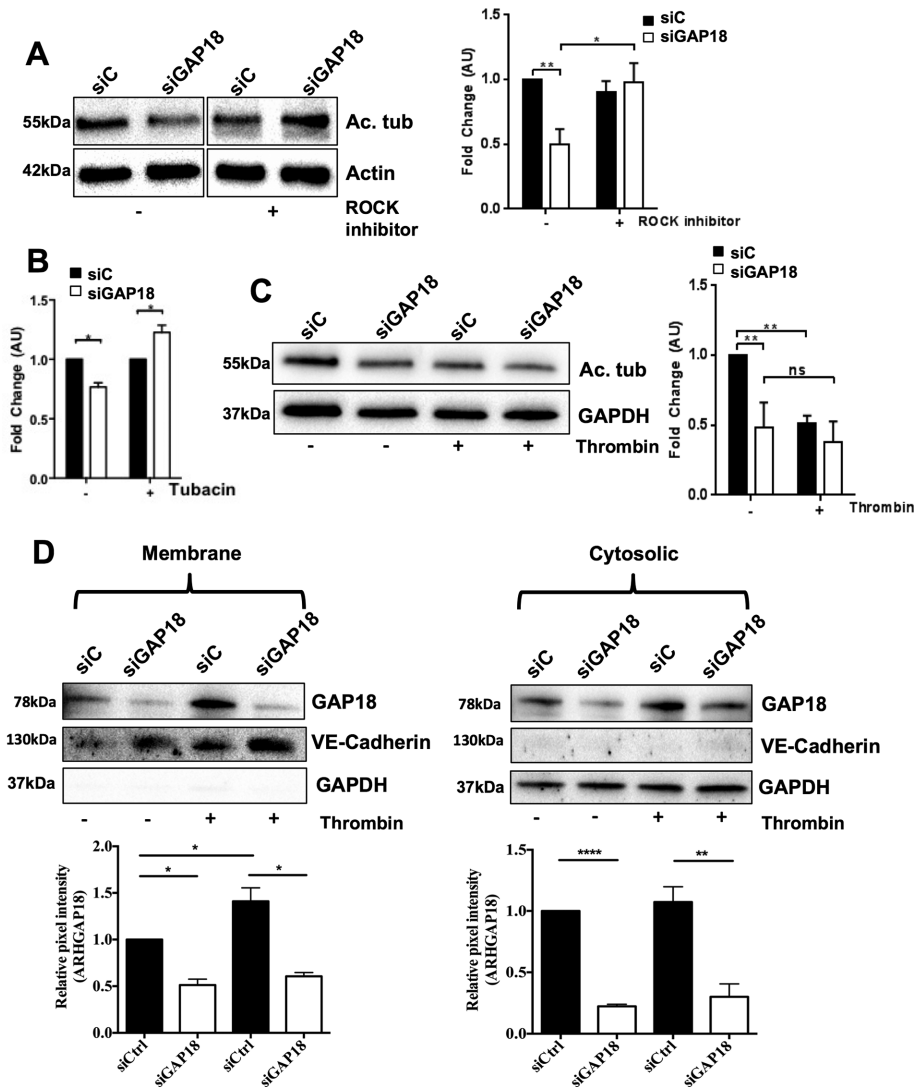 A
siC
siGAP18
siC
siGAP18
55kDa
Ac. tub
42kDa
Actin
-
+
ROCK
inhibitor
siC
siGAP18
Fold Change (AU)
1.5
1.0
0.5
0.0
**
*
-
+
ROCK inhibitor
B
siC
siGAP18
Fold Change (AU)
1.5
1.0
0.5
0.0
*
*
-
+
Tubacin
C
siC
siGAP18
siC
siGAP18
55kDa
Ac. tub
37kDa
GAPDH
-
-
+
+
Thrombin
siC
siGAP18
Fold Change (AU)
1.5
1.0
0.5
0.0
**
**
ns
-
+
Thrombin
D
Membrane
siC
siGAP18
siC
siGAP18
78kDa
GAP18
130kDa
VE-Cadherin
37kDa
GAPDH
-
-
+
+
Thrombin
Relative pixel intensity
(ARHGAP18)
2.0
1.5
1.0
0.5
0.0
*
*
*
siCtrl
siGAP18
siCtrl
siGAP18
Cytosolic
siC
siGAP18
siC
siGAP18
78kDa
GAP18
130kDa
VE-Cadherin
37kDa
GAPDH
-
-
+
+
Thrombin
Relative pixel intensity
(ARHGAP18)
1.5
1.0
0.5
0.0
****
**
siCtrl
siGAP18
siCtrl
siGAP18